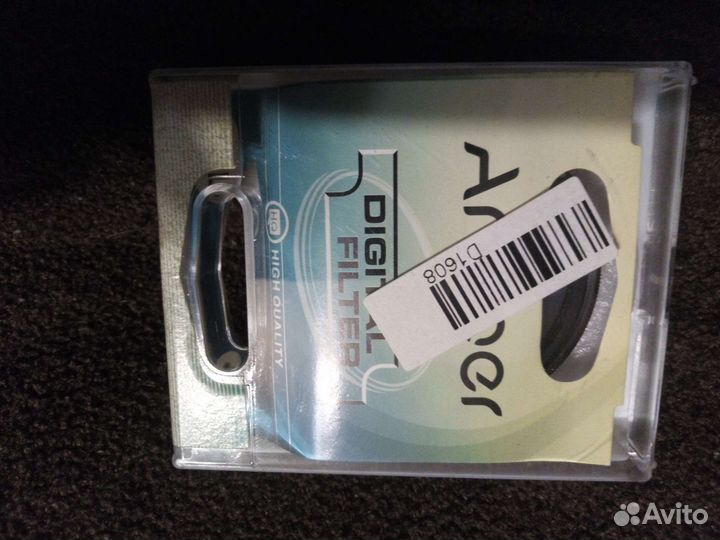 DIGITAL
FILTER
HQ HIGH QUALITY
D1608
Avito